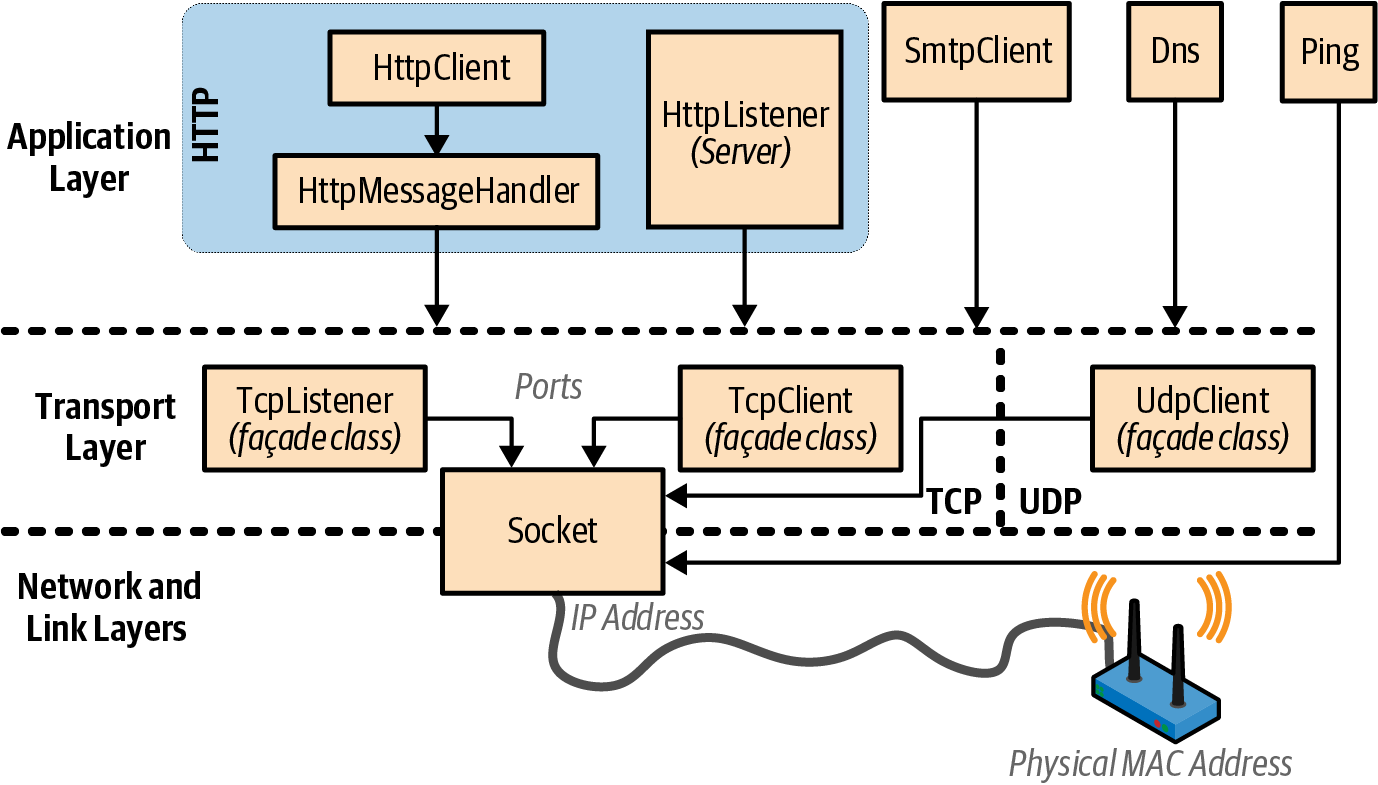 HttpClient
HttpMessageHandler
HTTP
HttpListener
(Server)
SmtpClient
Dns
Ping
Application
Layer
Transport
Layer
TcpListener
(façade class)
Ports
TcpClient
(façade class)
UdpClient
(façade class)
TCP
UDP
Socket
Network and
Link Layers
IP Address
Physical MAC Address